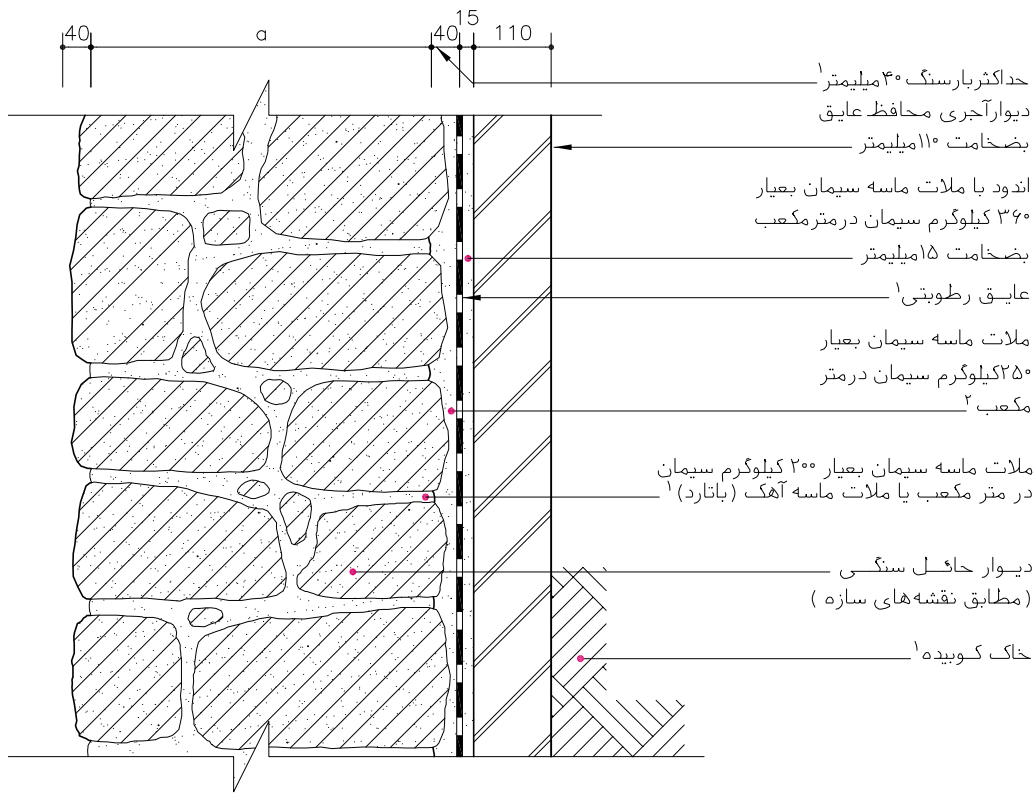 40 a 40 15 110
حداکثربارسنگ ۴۰میلیمتر۱
دیوارآجری محافظ عایق
بضخامت ۱۱۰میلیمتر
اندود با ملات ماسه سیمان بعیار
۳۶۰ کیلوگرم سیمان درمترمکعب
بضخامت ۱۵میلیمتر
عایـق رطوبتی۱
ملات ماسه سیمان بعیار
۲۵۰کیلوگرم سیمان درمتر
مکعب۲
ملات ماسه سیمان بعیار ۲۰۰ کیلوگرم سیمان
در متر مکعب یا ملات ماسه آهک (باتارد)۱
دیـوار حائـل سنگـی
(مطابق نقشه‌های سازه )
خاک کـوبیده۱